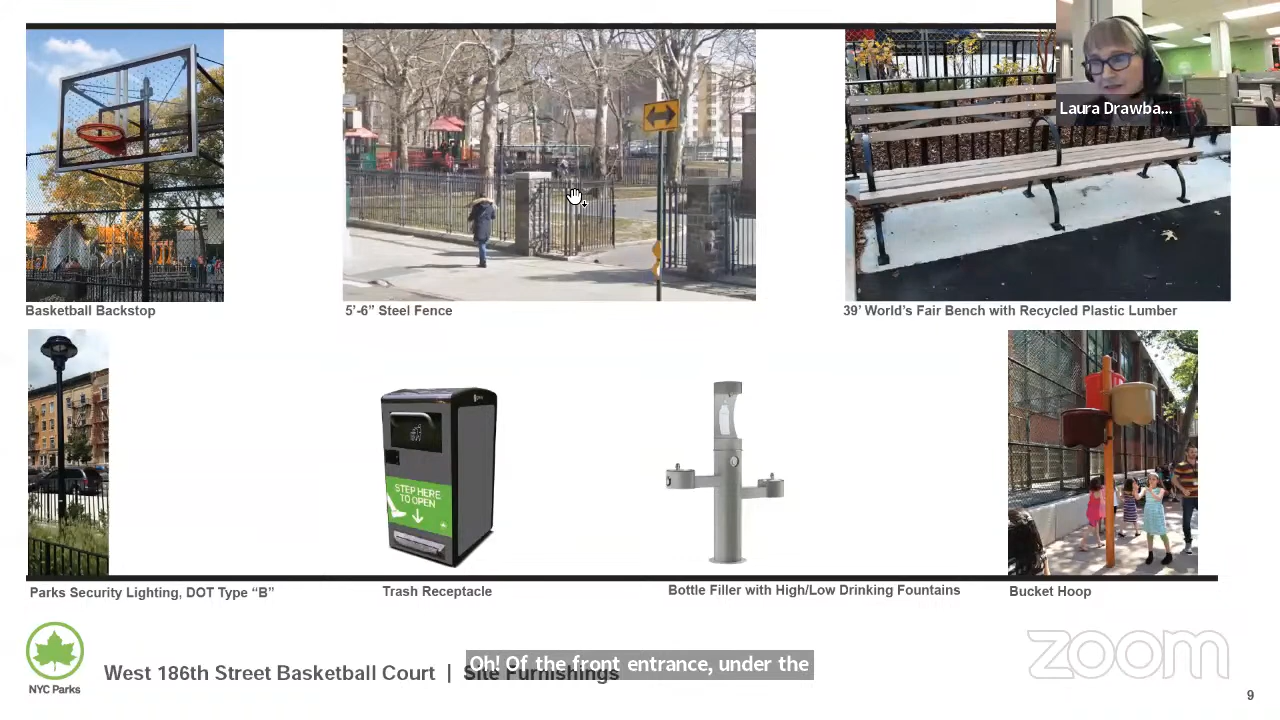 Laura Drawba...
Basketball Backstop
5’-6” Steel Fence
39’ World’s Fair Bench with Recycled Plastic Lumber
STEP HERE
TO OPEN
Parks Security Lighting, DOT Type “B”
Trash Receptacle
Bottle Filler with High/Low Drinking Fountains
Bucket Hoop
Oh! Of the front entrance, under the
West 186th Street Basketball Court | Site Furnishings
NYC Parks
zoom
9